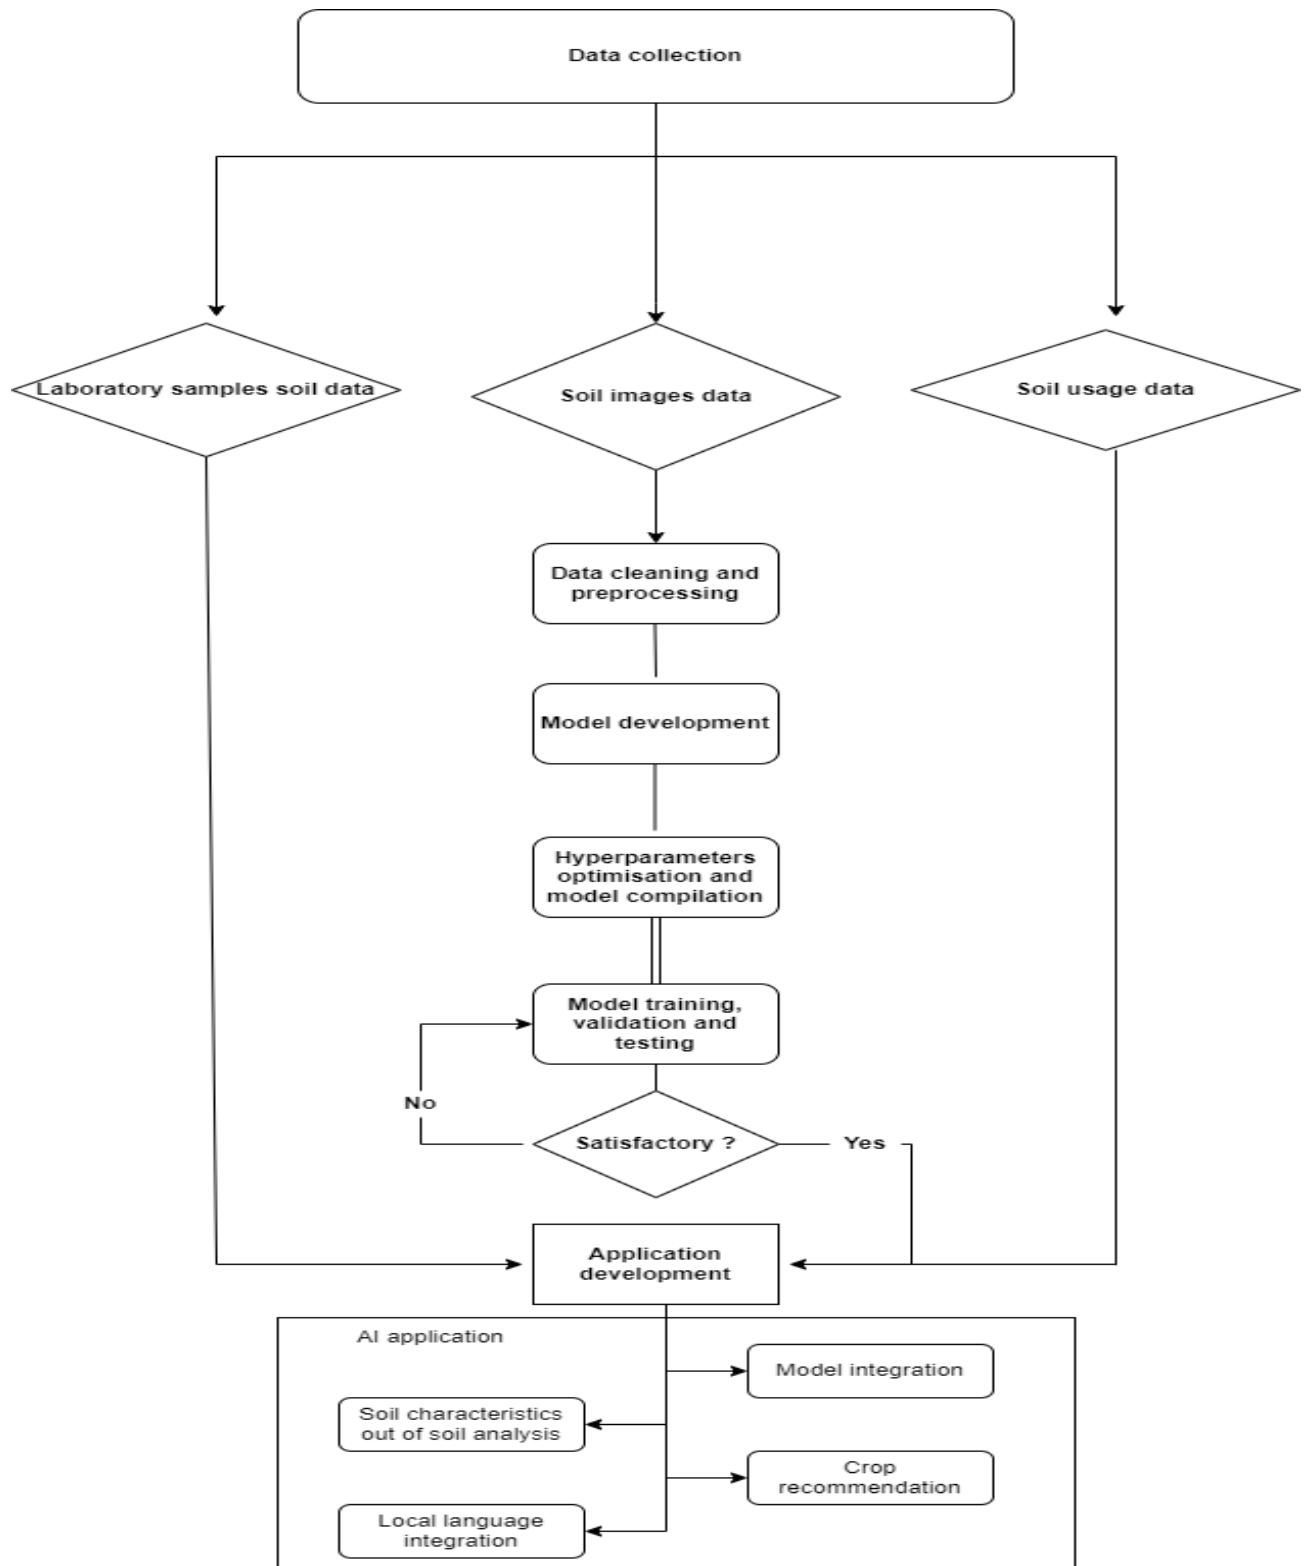 Data collection
Laboratory samples soil data
Soil images data
Soil usage data
Data cleaning and
preprocessing
Model development
Hyperparameters
optimisation and
model compilation
Model training,
validation and
testing
No
Satisfactory ?
Yes
Application
development
AI application
Model integration
Soil characteristics
out of soil analysis
Crop
recommendation
Local language
integration